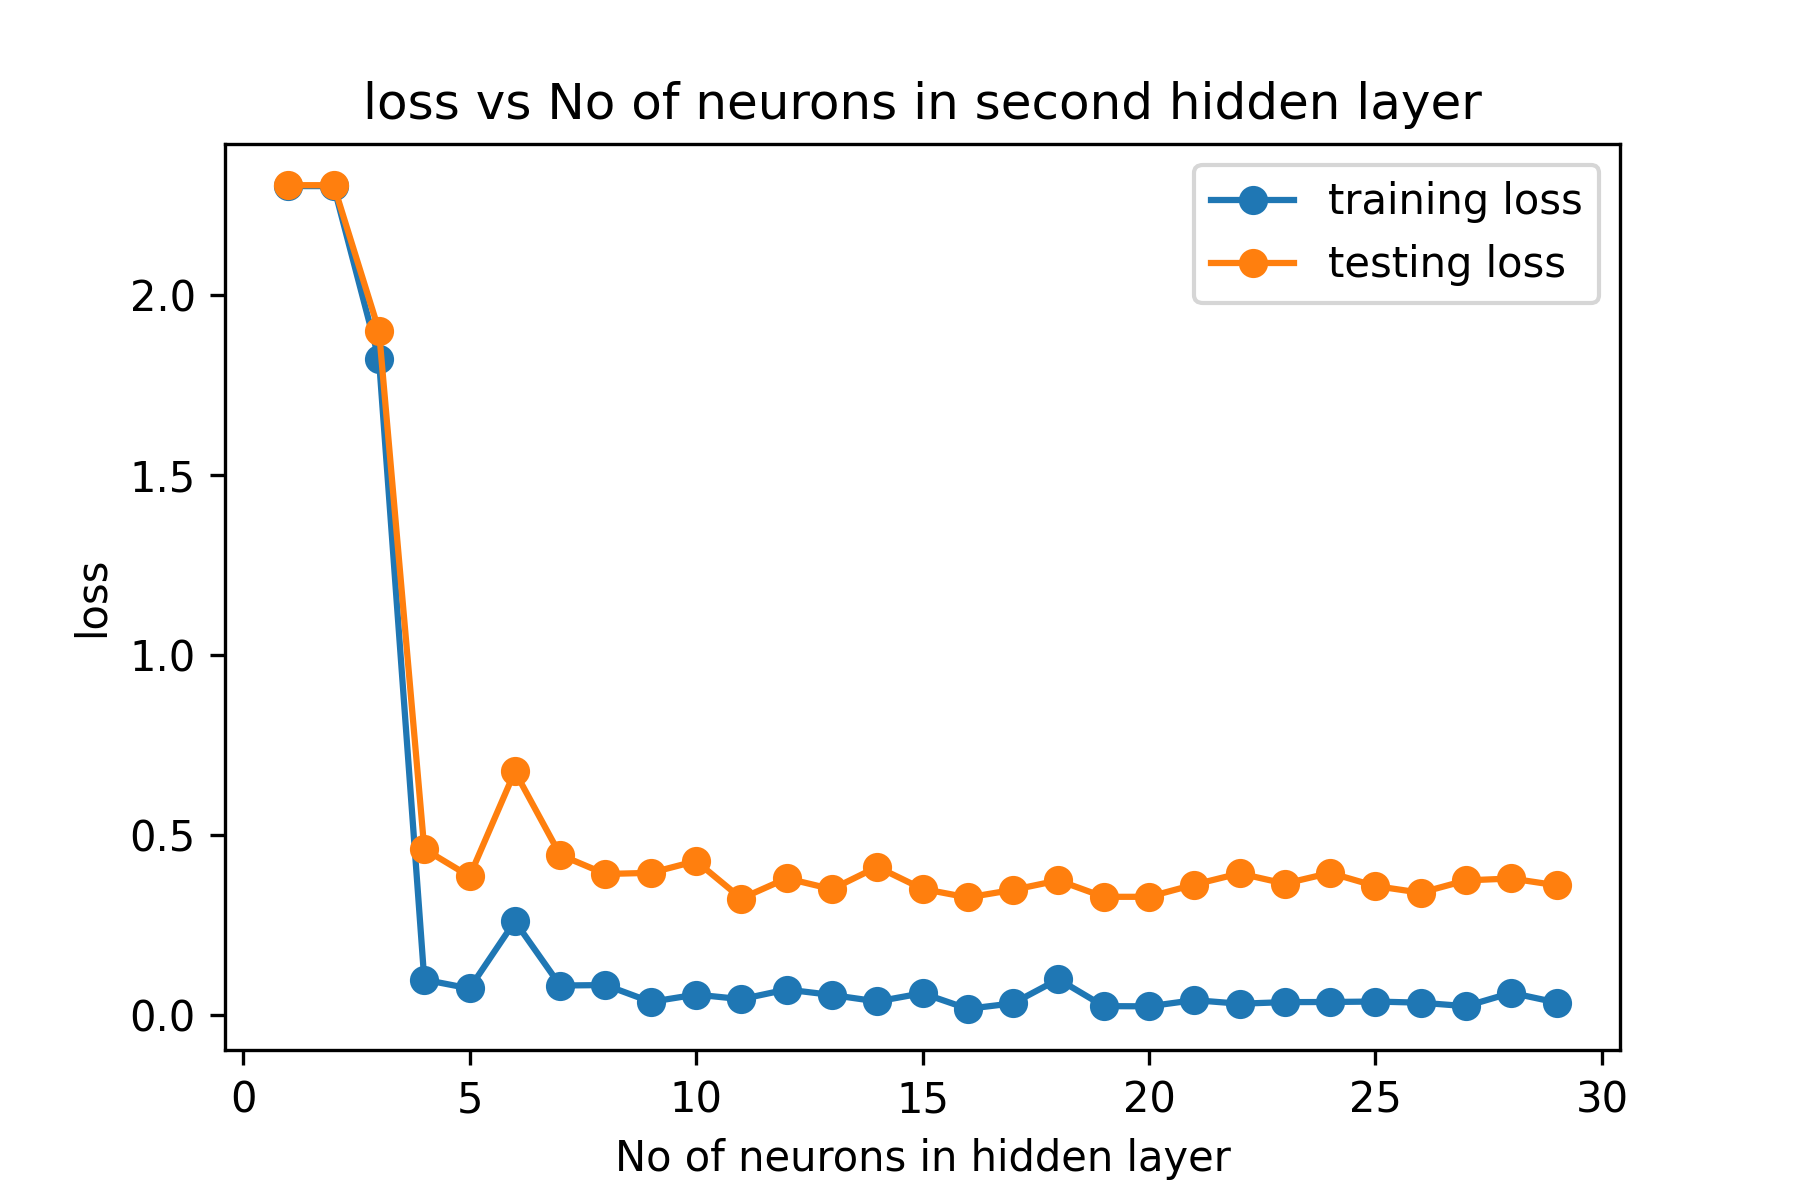 loss vs No of neurons in second hidden layer
training loss
testing loss
loss
2.0
1.5
1.0
0.5
0.0
0 5 10 15 20 25 30
No of neurons in hidden layer